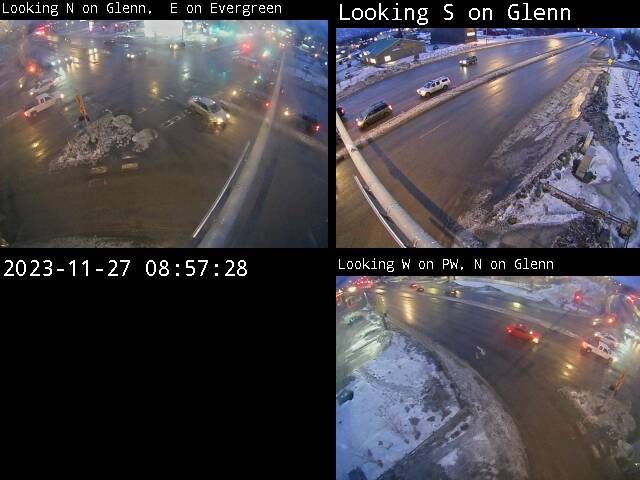 Looking N on Glenn,  E on Evergreen
Looking S on Glenn
2023-11-27 08:57:28
Looking W on PW, N on Glenn